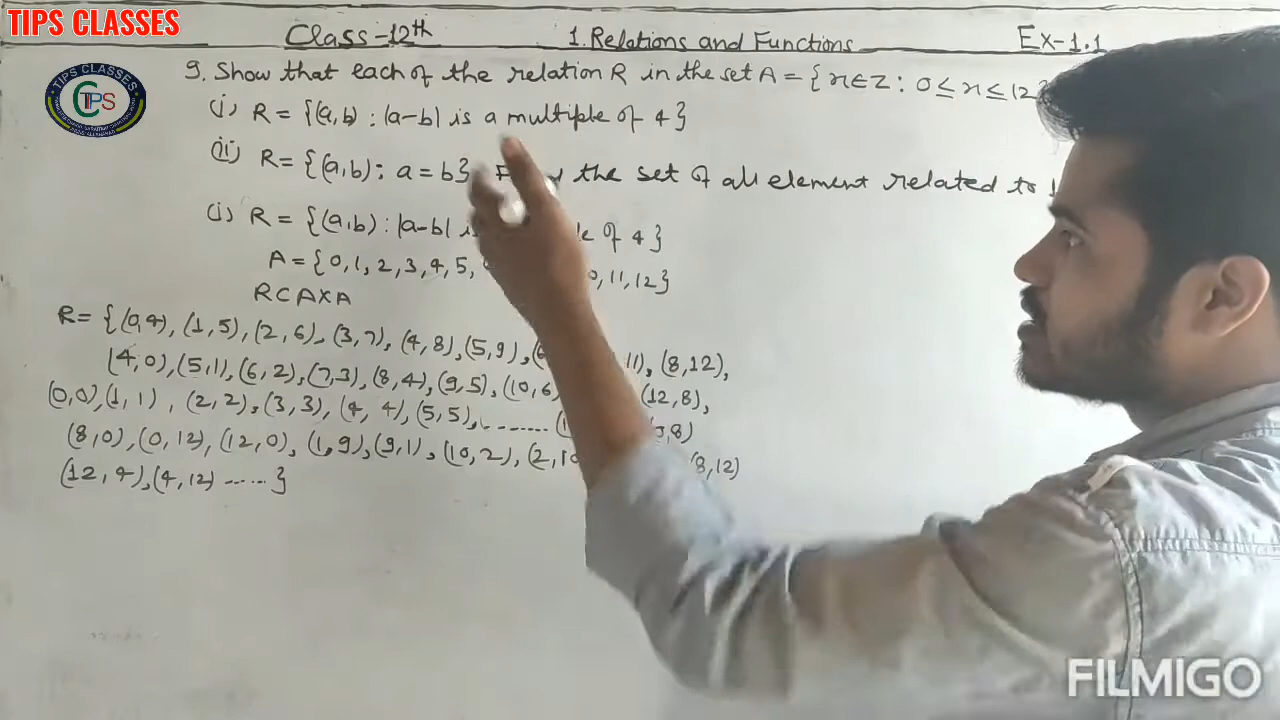 TIPS CLASSES
Class-12th 1. Relations and Functions Ex-1.1
TIPS CLASSES
TIPS
9. Show that each of the relation R in the set A = { x ∈ Z : 0 ≤ x ≤ 12}
(i) R = {(a, b) : |a-b| is a multiple of 4}
(ii) R = {(a, b) : a = b} the set of all element related to 1
(i) R = {(a, b) : |a-b| of 4}
A = {0, 1, 2, 3, 4, 5, 11, 12}
R ⊂ A×A
R = { (0,4), (1,5), (2,6), (3,7), (4,8), (5,9), 11), (8,12),
(4,0), (5,1), (6,2), (7,3), (8,4), (9,5), (10,6 (12,8),
(0,0), (1,1), (2,2), (3,3), (4,4), (5,5), ........ 8)
(8,0), (0,12), (12,0), (1,9), (9,1), (10,2), (2,10 (8,12)
(12,4), (4,12) ...... }
FILMIGO